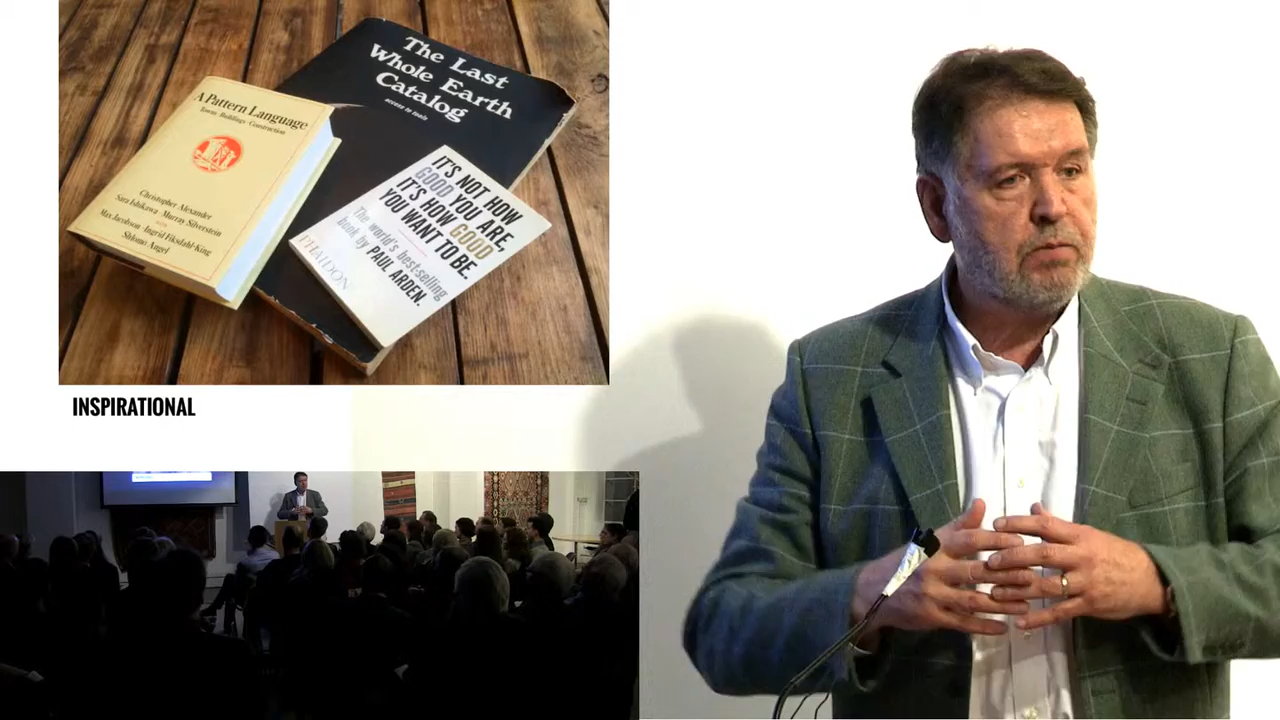 The Last
Whole Earth
Catalog
access to tools
A Pattern Language
Towns · Buildings · Construction
Christopher Alexander
Sara Ishikawa · Murray Silverstein
WITH
Max Jacobson · Ingrid Fiksdahl-King
Shlomo Angel
IT'S NOT HOW
GOOD YOU ARE,
IT'S HOW GOOD
YOU WANT TO BE.
The world's best-selling
book by PAUL ARDEN.
PHAIDON
INSPIRATIONAL